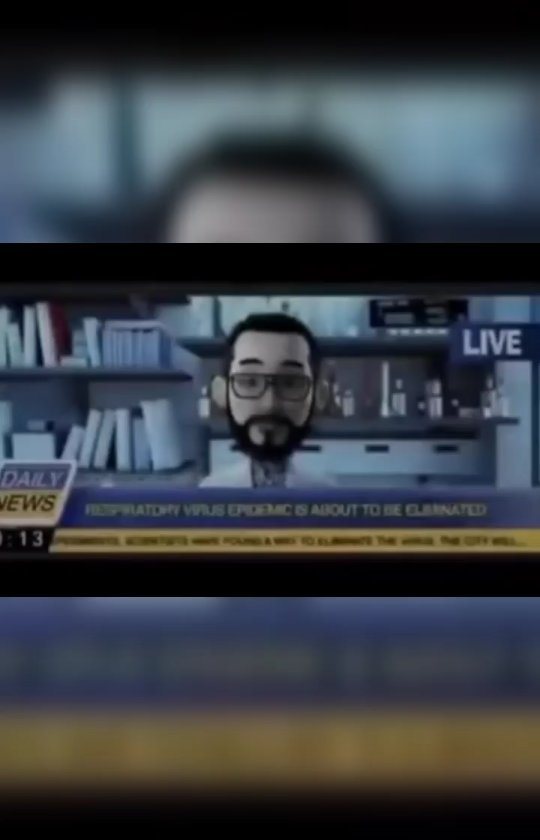 LIVE
DAILY
NEWS
RESPIRATORY VIRUS EPIDEMIC IS ABOUT TO BE ELIMINATED
:13
SCIENTISTS HAVE FOUND A WAY TO ELIMINATE THE VIRUS. THE CITY WILL...